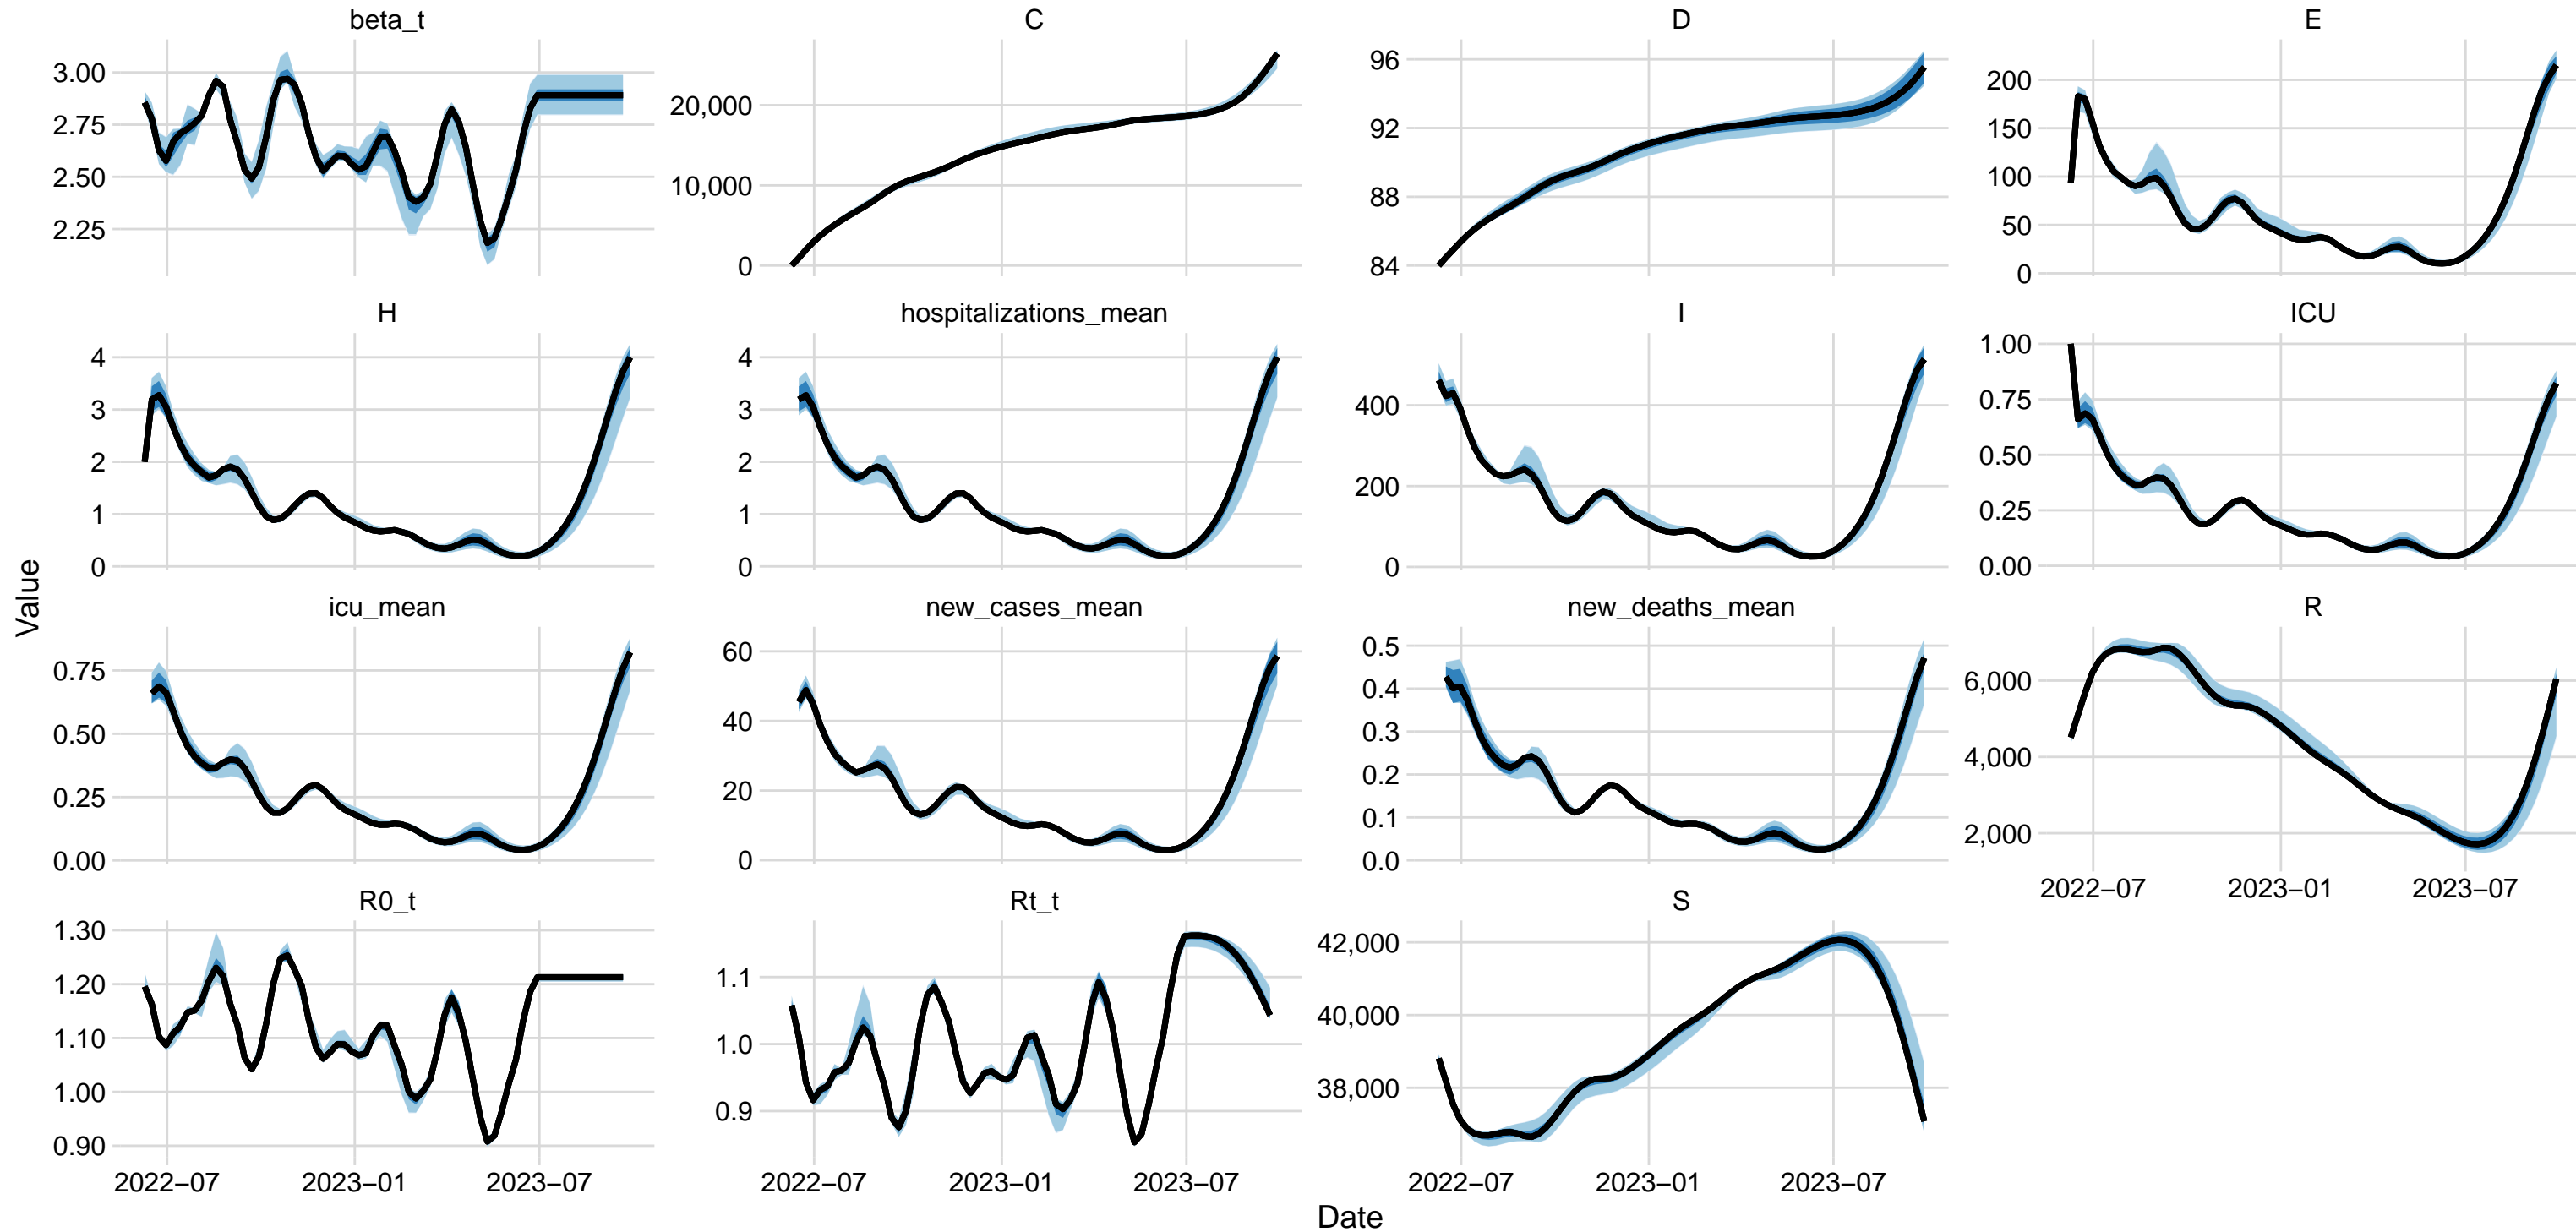 beta_t
C
D
E
3.00
2.75
2.50
2.25
20,000
10,000
0
96
92
88
84
200
150
100
50
0
H
hospitalizations_mean
I
ICU
4
3
2
1
0
4
3
2
1
0
400
200
0
1.00
0.75
0.50
0.25
0.00
icu_mean
new_cases_mean
new_deaths_mean
R
0.75
0.50
0.25
0.00
60
40
20
0
0.5
0.4
0.3
0.2
0.1
0.0
6,000
4,000
2,000
2022−07 2023−01 2023−07
R0_t
Rt_t
S
1.30
1.20
1.10
1.00
0.90
1.1
1.0
0.9
42,000
40,000
38,000
2022−07 2023−01 2023−07
2022−07 2023−01 2023−07
2022−07 2023−01 2023−07
Value
Date